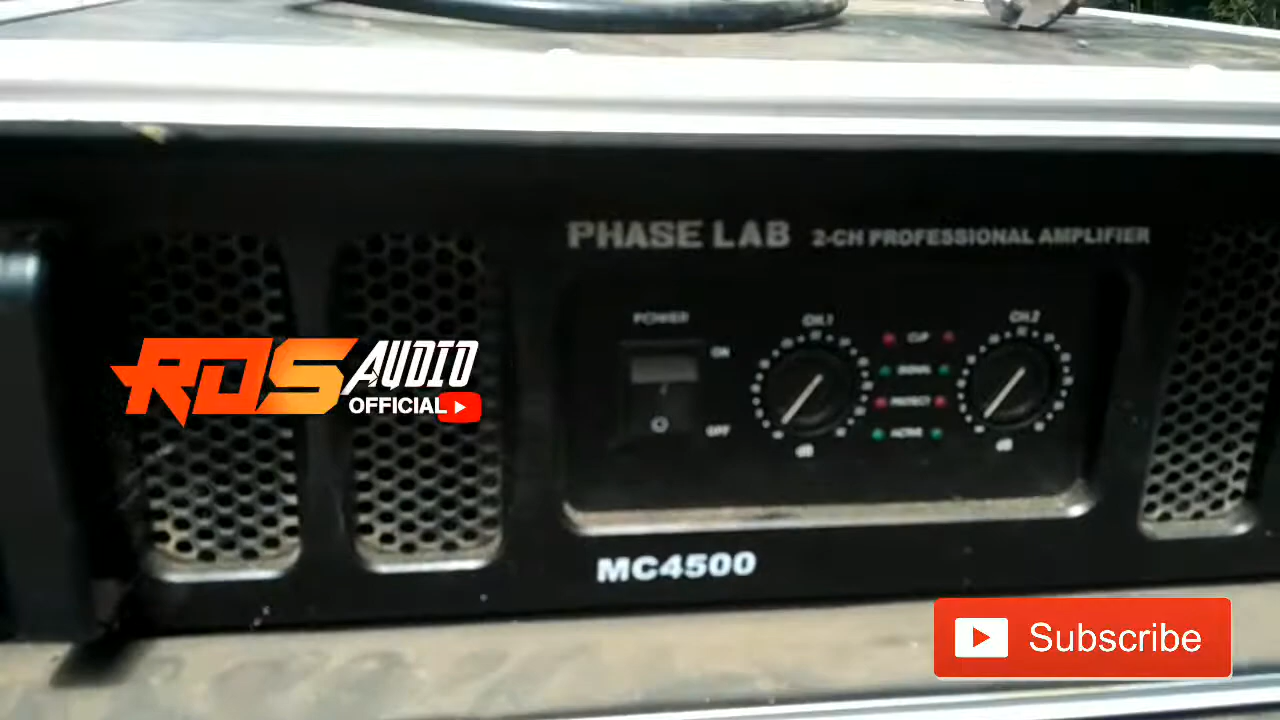 PHASE LAB 2-CH PROFESSIONAL AMPLIFIER
POWER
ON
OFF
CH.1
CH.2
CLIP
SIGNAL
PROTECT
ACTIVE
dB
dB
MC4500
RDS AUDIO
OFFICIAL
Subscribe